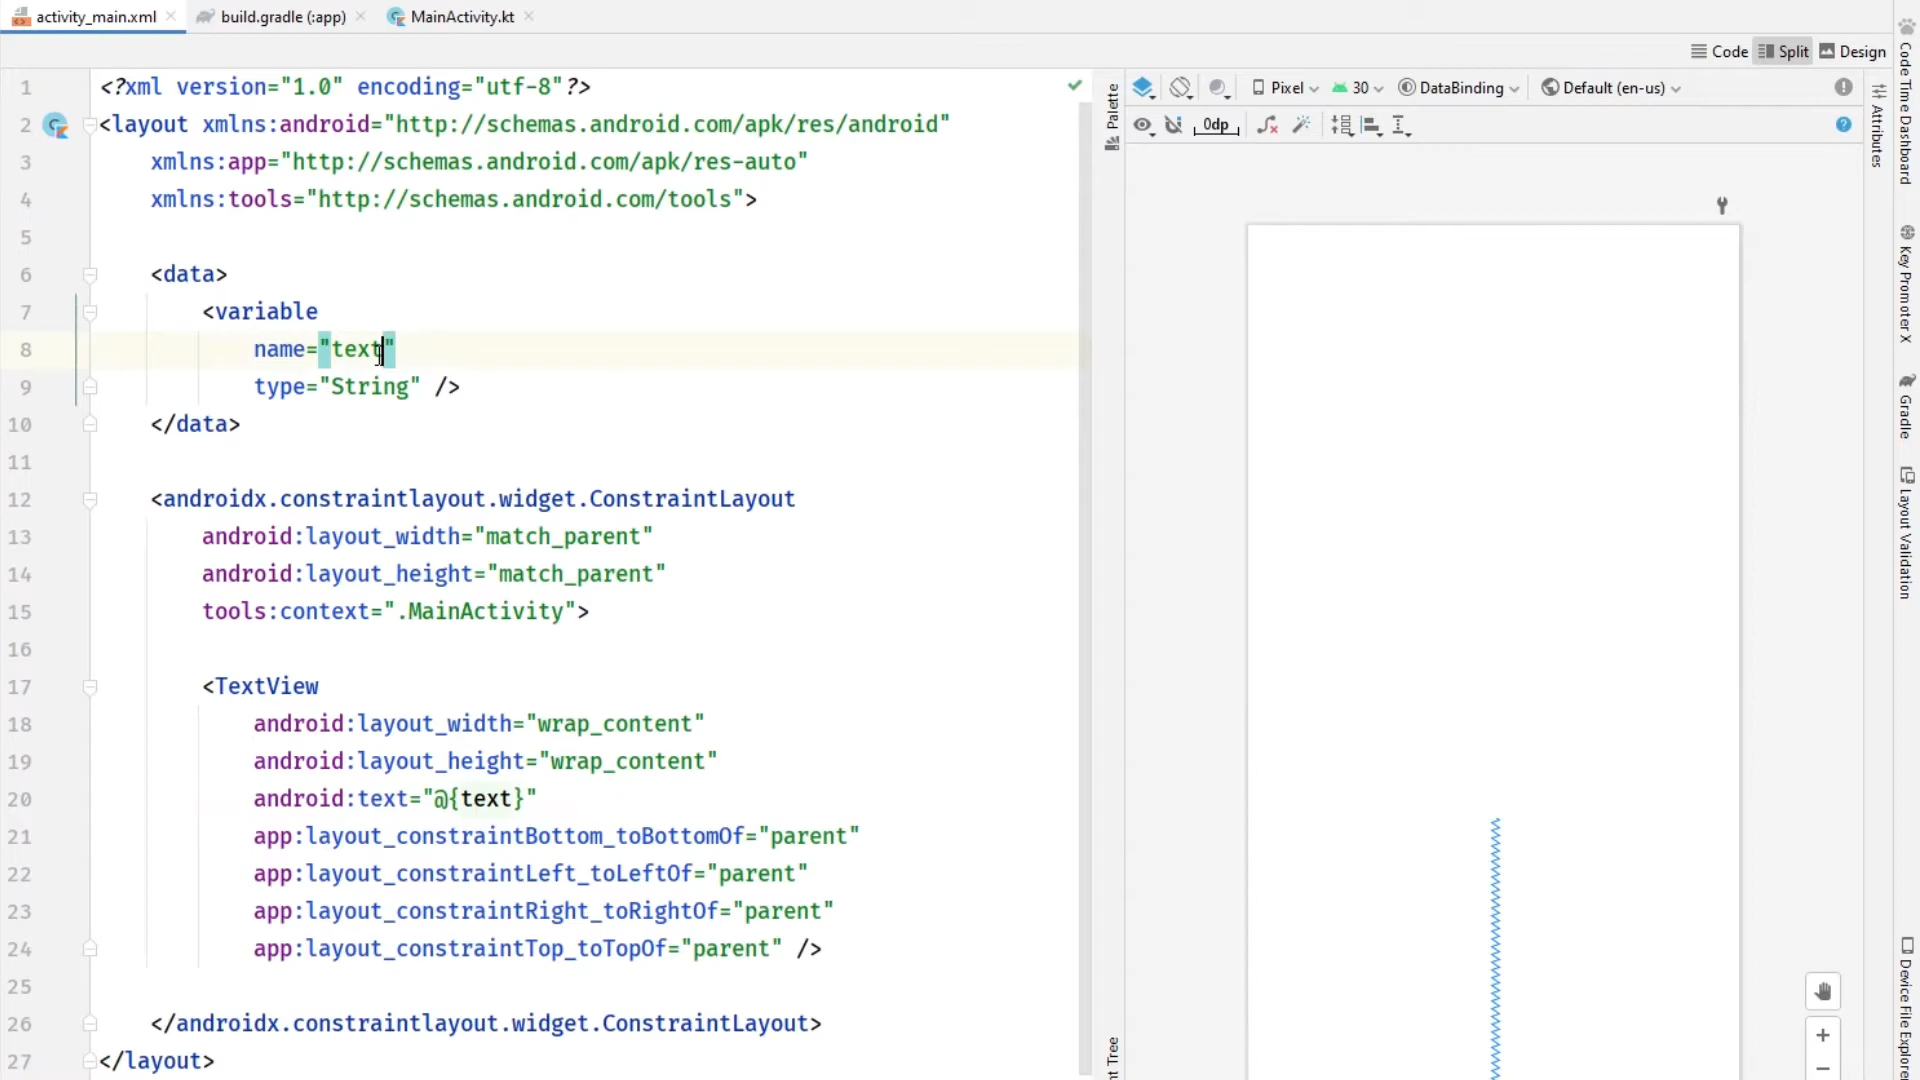 activity_main.xml build.gradle (:app) MainActivity.kt
Code Split Design
1 <?xml version="1.0" encoding="utf-8"?>
2 <layout xmlns:android="http://schemas.android.com/apk/res/android"
3 xmlns:app="http://schemas.android.com/apk/res-auto"
4 xmlns:tools="http://schemas.android.com/tools">
5
6 <data>
7 <variable
8 name="text"
9 type="String" />
10 </data>
11
12 <androidx.constraintlayout.widget.ConstraintLayout
13 android:layout_width="match_parent"
14 android:layout_height="match_parent"
15 tools:context=".MainActivity">
16
17 <TextView
18 android:layout_width="wrap_content"
19 android:layout_height="wrap_content"
20 android:text="@{text}"
21 app:layout_constraintBottom_toBottomOf="parent"
22 app:layout_constraintLeft_toLeftOf="parent"
23 app:layout_constraintRight_toRightOf="parent"
24 app:layout_constraintTop_toTopOf="parent" />
25
26 </androidx.constraintlayout.widget.ConstraintLayout>
27 </layout>
Palette
nt Tree
Pixel 30 DataBinding Default (en-us)
0dp
Attributes
Code Time Dashboard
Key Promoter X
Gradle
Layout Validation
Device File Explorer